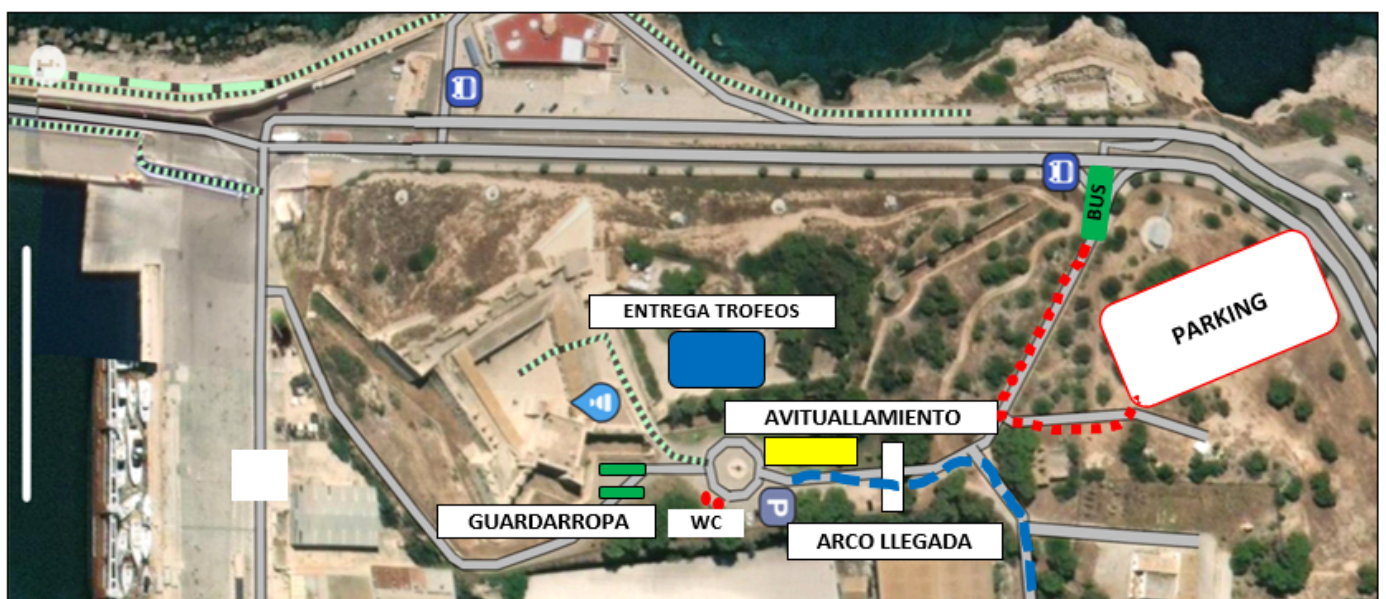 BUS
PARKING
ENTREGA TROFEOS
AVITUALLAMIENTO
P
GUARDARROPA
WC
ARCO LLEGADA